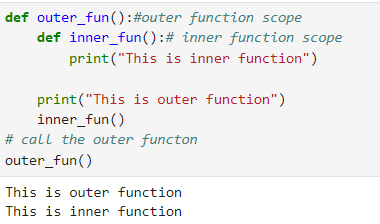 def outer_fun():#outer function scope
    def inner_fun():# inner function scope
        print("This is inner function")

    print("This is outer function")
    inner_fun()
# call the outer functon
outer_fun()
This is outer function
This is inner function